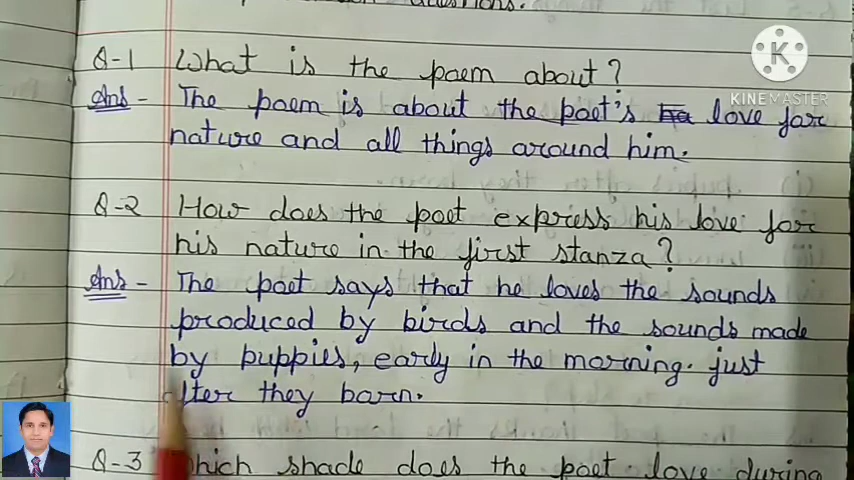 Questions.
KINEMASTER
Q-1 What is the poem about?
Ans - The poem is about the poet's love for
nature and all things around him.
Q-2 How does the poet express his love for
his nature in the first stanza?
Ans - The poet says that he loves the sounds
produced by birds and the sounds made
by puppies, early in the morning. just
after they born.
Q-3 Which shade does the poet love during